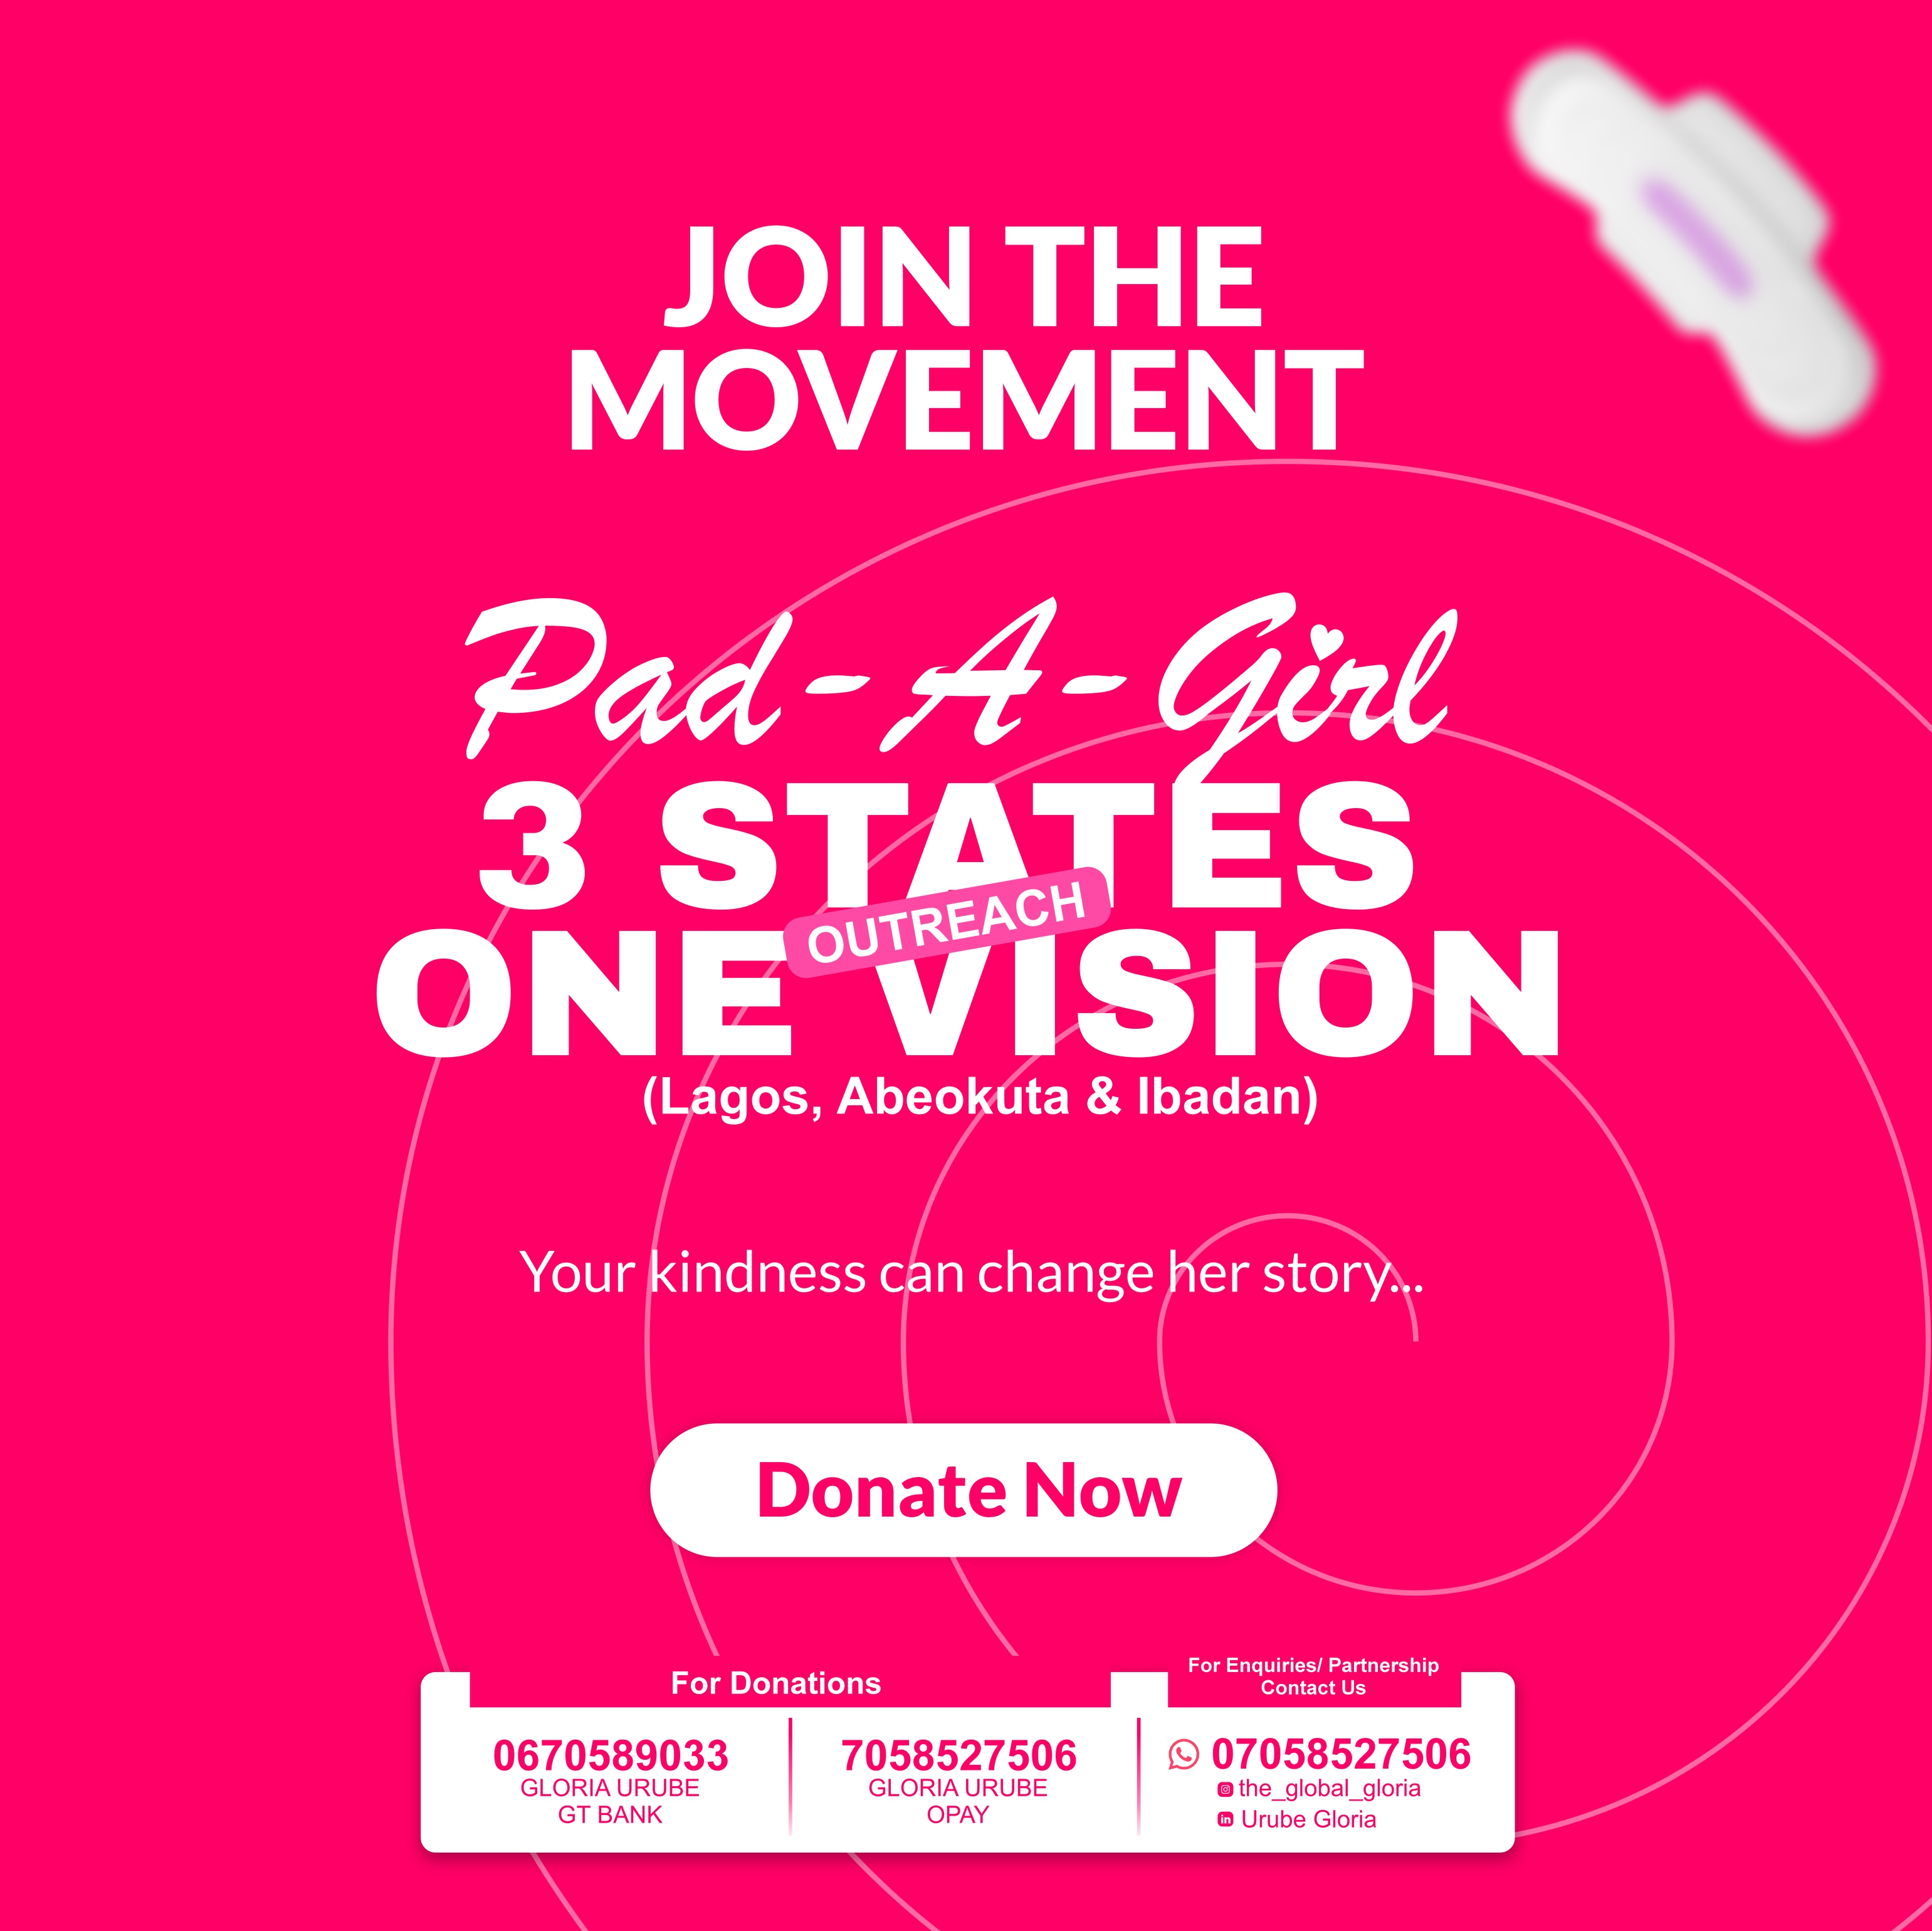 JOIN THE
MOVEMENT
Pad-A-Girl
3 STATES
OUTREACH
ONE VISION
(Lagos, Abeokuta & Ibadan)
Your kindness can change her story...
Donate Now
For Donations
0670589033
GLORIA URUBE
GT BANK
7058527506
GLORIA URUBE
OPAY
For Enquiries/ Partnership
Contact Us
07058527506
the_global_gloria
Urube Gloria